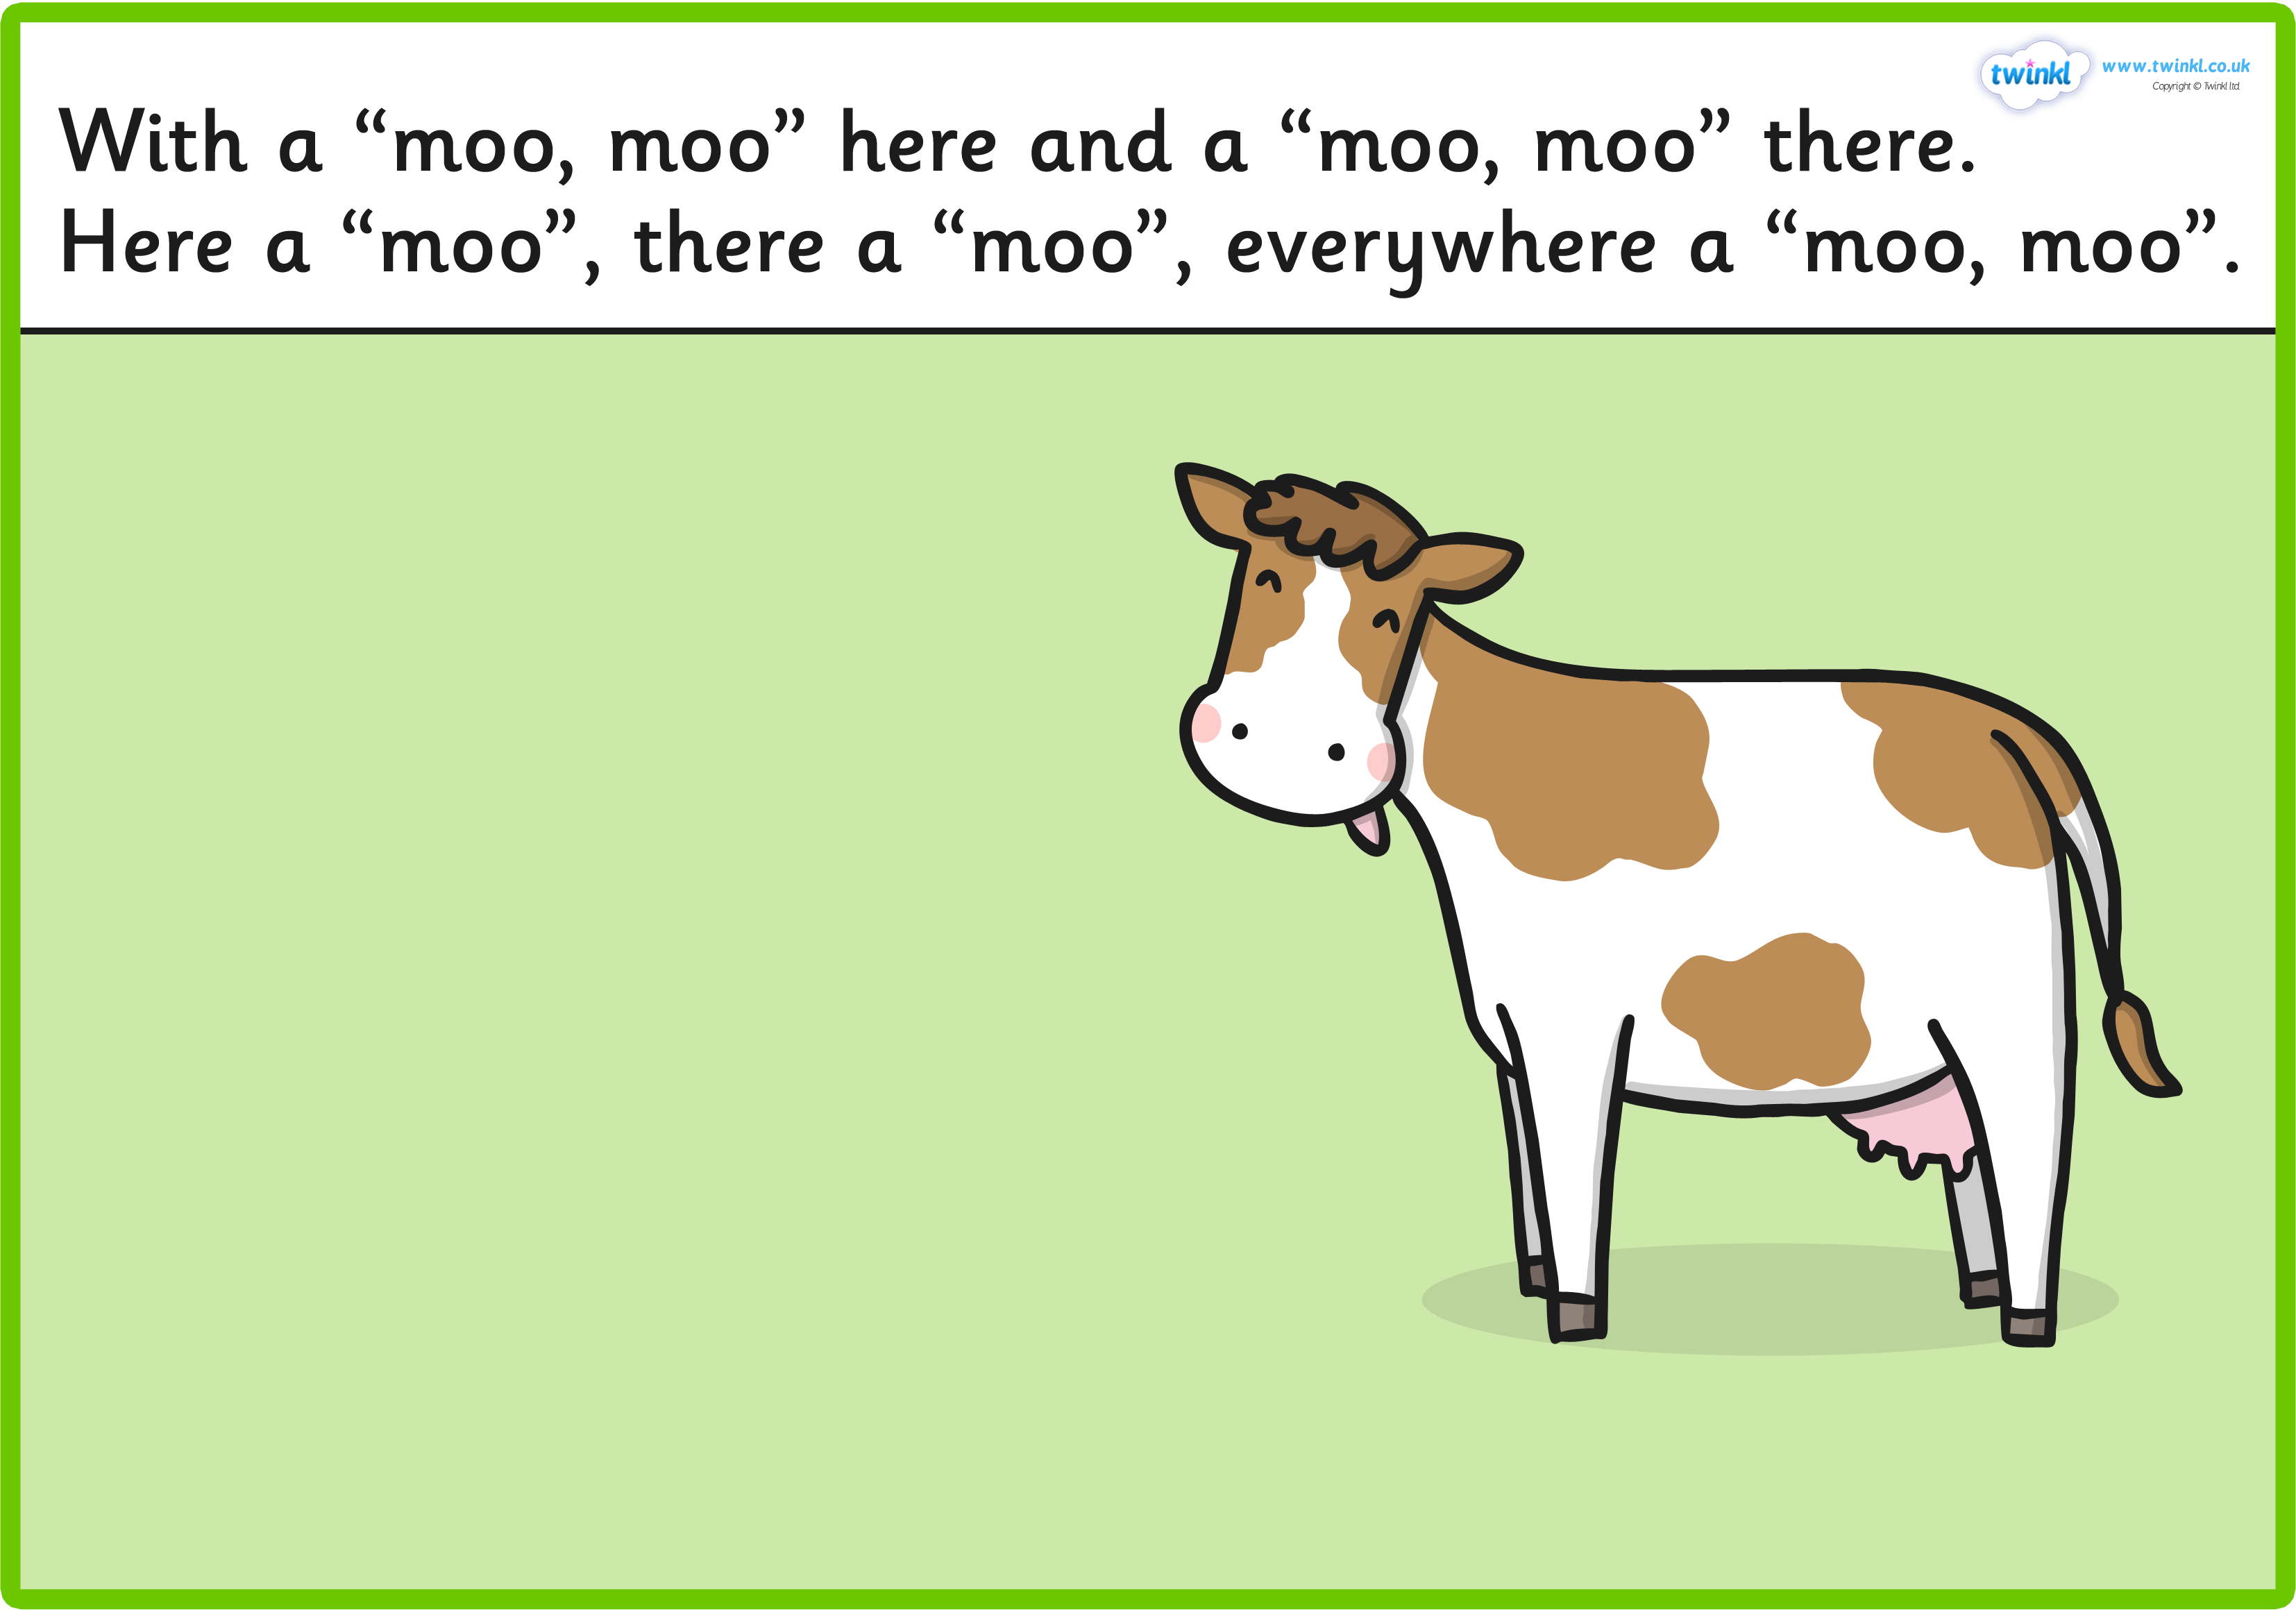 twinkl www.twinkl.co.uk
Copyright © Twinkl ltd.
With a “moo, moo” here and a “moo, moo” there.
Here a “moo”, there a “moo”, everywhere a “moo, moo”.